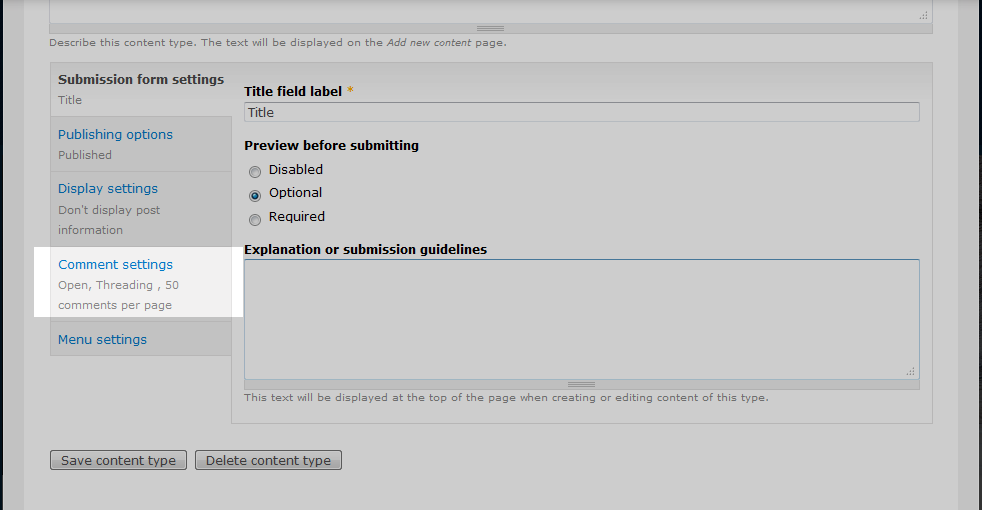 Describe this content type. The text will be displayed on the Add new content page.
Submission form settings
Title
Publishing options
Published
Display settings
Don't display post
information
Comment settings
Open, Threading , 50
comments per page
Menu settings
Title field label *
Title
Preview before submitting
Disabled
Optional
Required
Explanation or submission guidelines
This text will be displayed at the top of the page when creating or editing content of this type.
Save content type
Delete content type